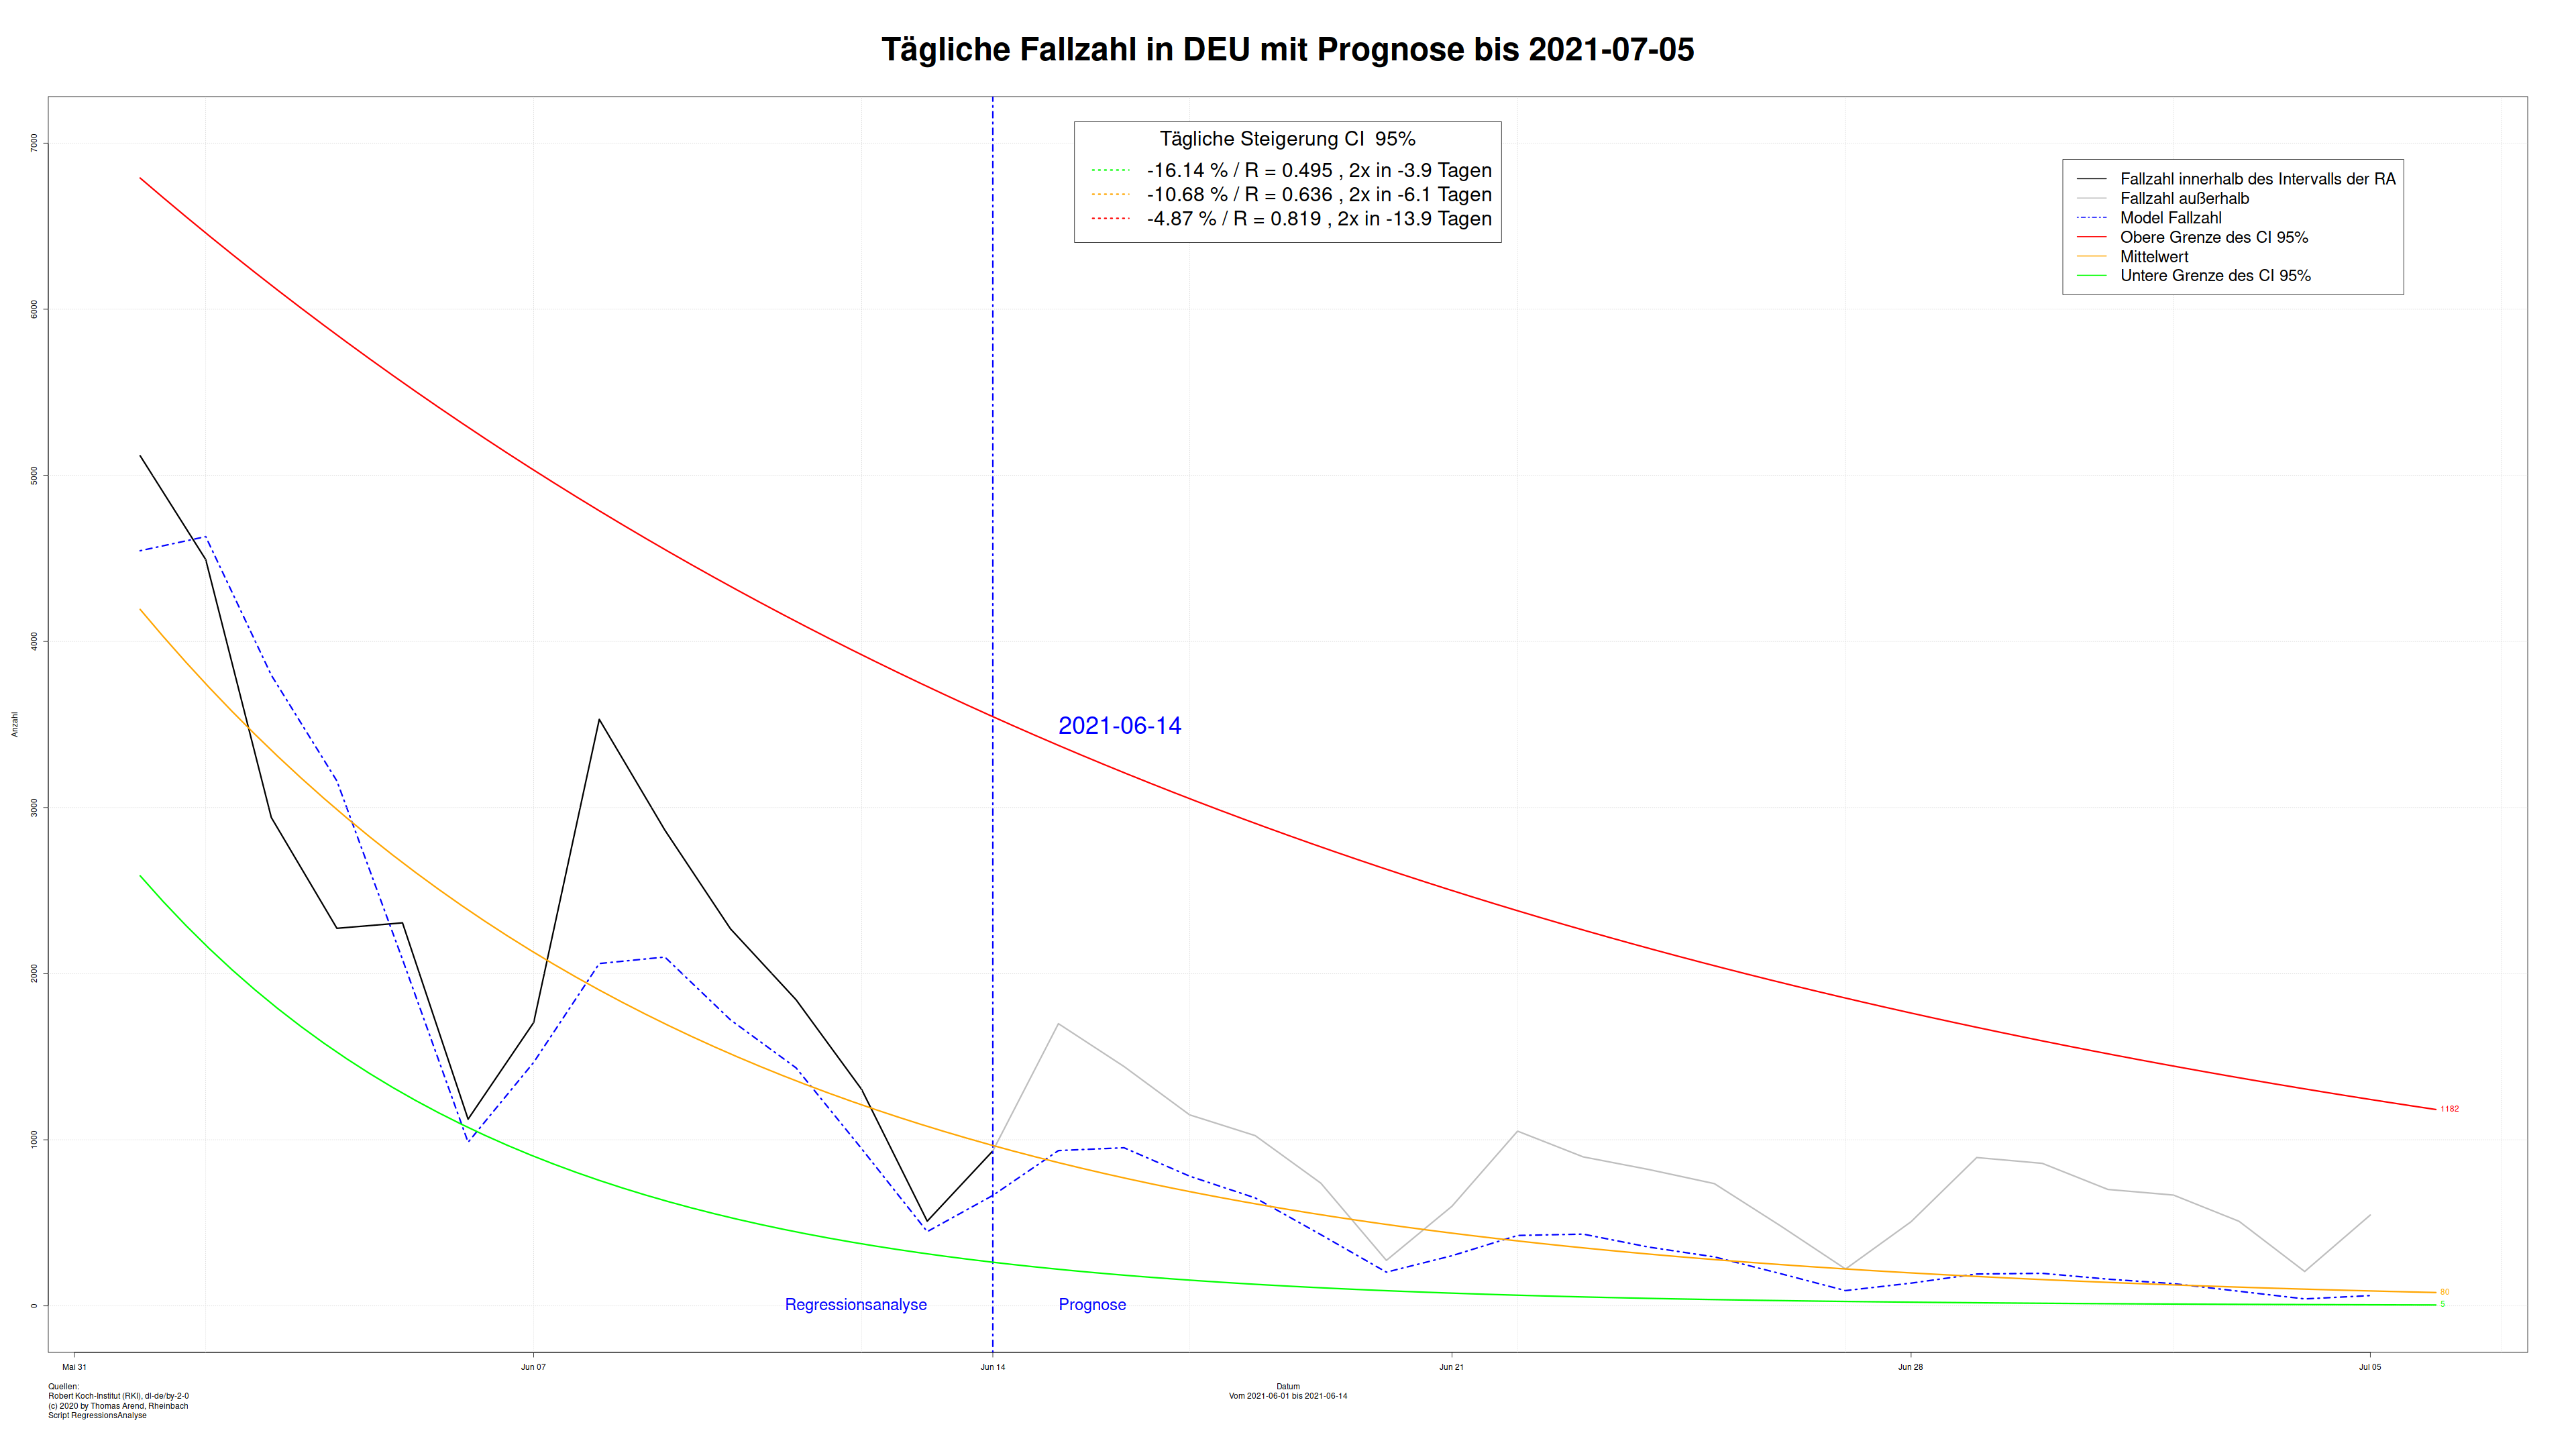 Tägliche Fallzahl in DEU mit Prognose bis 2021-07-05
Tägliche Steigerung CI  95%
-16.14 % / R = 0.495 , 2x in -3.9 Tagen
-10.68 % / R = 0.636 , 2x in -6.1 Tagen
-4.87 % / R = 0.819 , 2x in -13.9 Tagen
Fallzahl innerhalb des Intervalls der RA
Fallzahl außerhalb
Model Fallzahl
Obere Grenze des CI 95%
Mittelwert
Untere Grenze des CI 95%
7000
6000
5000
4000
3000
2000
1000
0
Anzahl
2021-06-14
1182
80
5
Regressionsanalyse
Prognose
Mai 31
Jun 07
Jun 14
Jun 21
Jun 28
Jul 05
Datum
Vom 2021-06-01 bis 2021-06-14
Quellen:
Robert Koch-Institut (RKI), dl-de/by-2-0
(c) 2020 by Thomas Arend, Rheinbach
Script RegressionsAnalyse